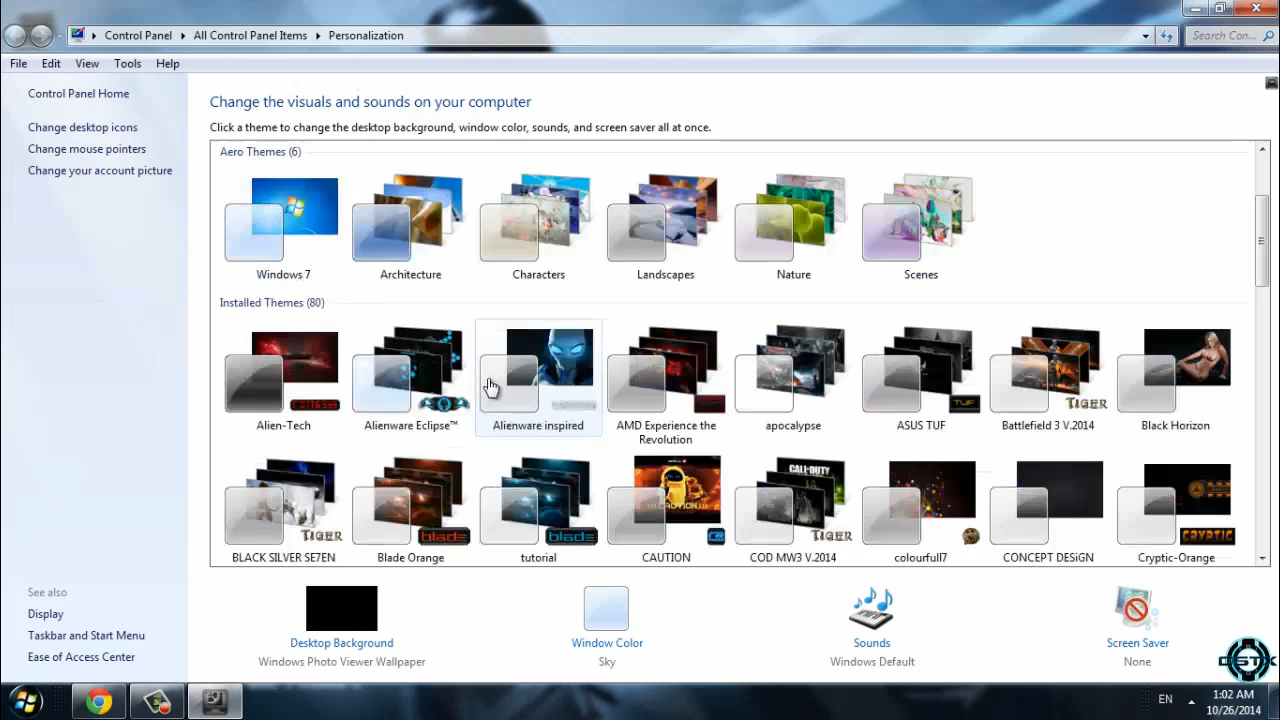 Control Panel
All Control Panel Items
Personalization
Search Con...
File
Edit
View
Tools
Help
Control Panel Home
Change desktop icons
Change mouse pointers
Change your account picture
See also
Display
Taskbar and Start Menu
Ease of Access Center
Change the visuals and sounds on your computer
Click a theme to change the desktop background, window color, sounds, and screen saver all at once.
Aero Themes (6)
Windows 7
Architecture
Characters
Landscapes
Nature
Scenes
Installed Themes (80)
TUF
TIGER
Alien-Tech
Alienware Eclipse™
Alienware inspired
AMD Experience the
Revolution
apocalypse
ASUS TUF
Battlefield 3 V.2014
Black Horizon
CALL OF DUTY
CAUTION
TIGER
blade
blade
TIGER
CRYPTIC
BLACK SILVER SE7EN
Blade Orange
tutorial
CAUTION
COD MW3 V.2014
colourfull7
CONCEPT DESiGN
Cryptic-Orange
Desktop Background
Windows Photo Viewer Wallpaper
Window Color
Sky
Sounds
Windows Default
Screen Saver
None
EN
1:02 AM
10/26/2014